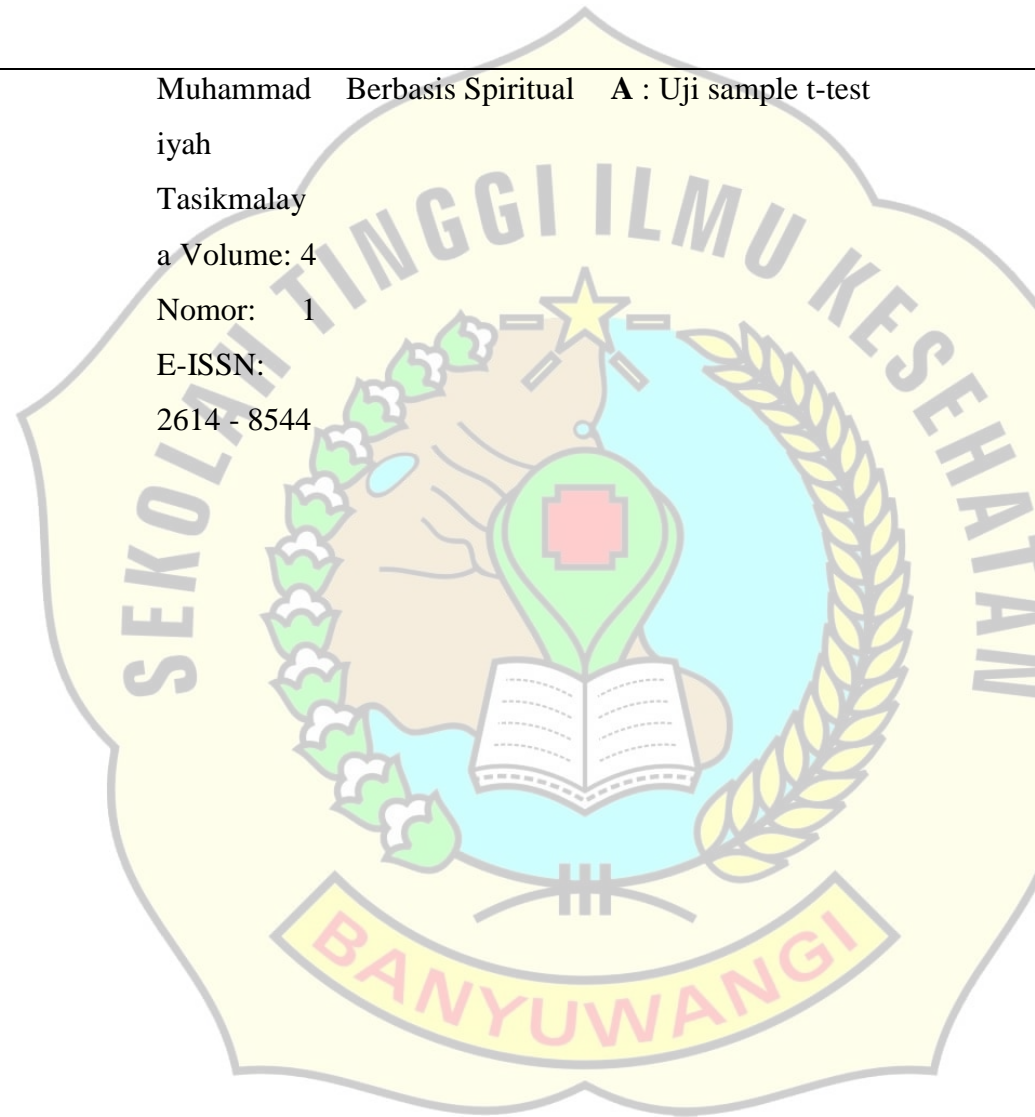 Muhammad Berbasis Spiritual A : Uji sample t-test
iyah
Tasikmalay
a Volume: 4
Nomor: 1
E-ISSN:
2614 - 8544
SEKOLAH TINGGI ILMU KESEHATAN
BANYUWANGI